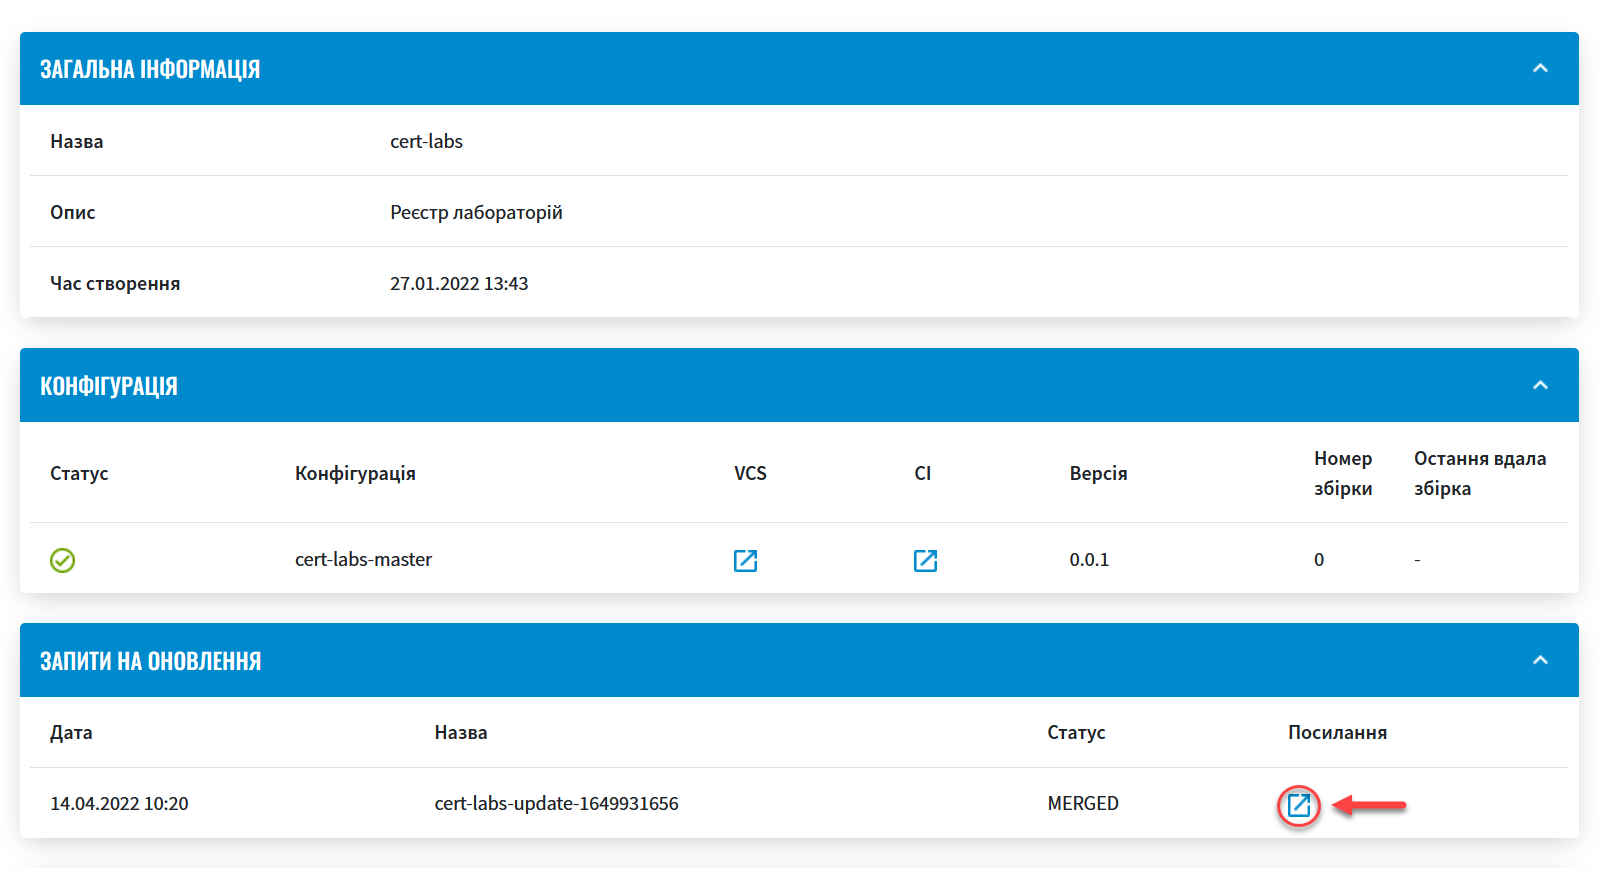 ЗАГАЛЬНА ІНФОРМАЦІЯ
Назва cert-labs
Опис Реєстр лабораторій
Час створення 27.01.2022 13:43
КОНФІГУРАЦІЯ
Статус Конфігурація VCS CI Версія Номер збірки Остання вдала збірка
cert-labs-master 0.0.1 0 -
ЗАПИТИ НА ОНОВЛЕННЯ
Дата Назва Статус Посилання
14.04.2022 10:20 cert-labs-update-1649931656 MERGED